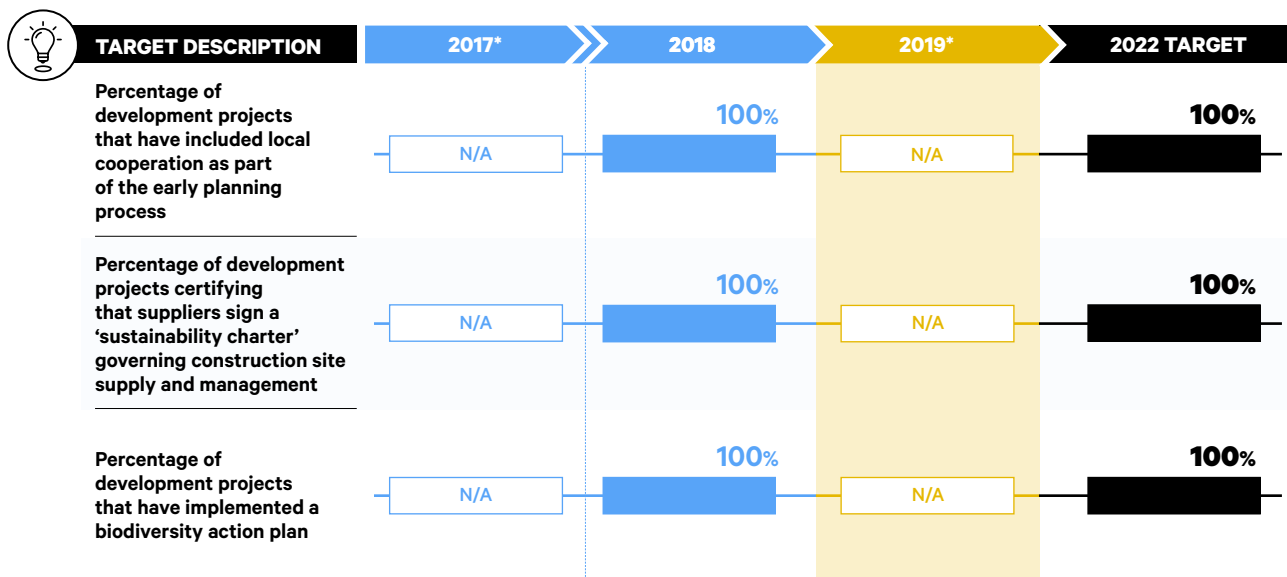 TARGET DESCRIPTION 2017* 2018 2019* 2022 TARGET
Percentage of
development projects
that have included local
cooperation as part
of the early planning
process
N/A 100% N/A 100%
Percentage of development
projects certifying
that suppliers sign a
‘sustainability charter’
governing construction site
supply and management
N/A 100% N/A 100%
Percentage of
development projects
that have implemented a
biodiversity action plan
N/A 100% N/A 100%